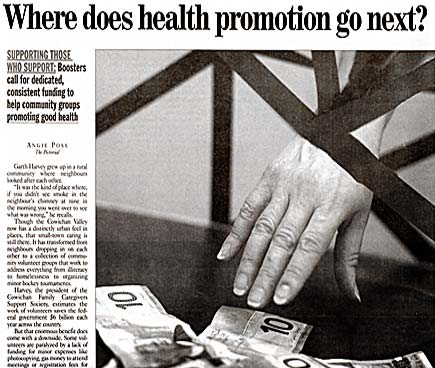 Where does health promotion go next?
SUPPORTING THOSE
WHO SUPPORT: Boosters
call for dedicated,
consistent funding to
help community groups
promoting good health
ANGIE POSS
The Pictorial
Garth Harvey grew up in a rural
community where neighbours
looked after each other.
"It was the kind of place where,
if you didn't see smoke in the
neighbour's chimney at nine in
the morning you went over to see
what was wrong," he recalls.
Though the Cowichan Valley
now has a distinctly urban feel in
places, that small-town caring is
still there. It has transformed from
neighbours dropping in on each
other to a collection of commu-
nity volunteer groups that work to
address everything from illiteracy
to homelessness to organizing
minor hockey tournaments.
Harvey, the president of the
Cowichan Family Caregivers
Support Society, estimates the
work of volunteers saves the fed-
eral government $6 billion each
year across the country.
But that enormous benefit does
come with a downside. Some vol-
unteers are paralyzed by a lack of
funding for minor expenses like
photocopying, gas money to attend
meetings or registration fees for
10
10